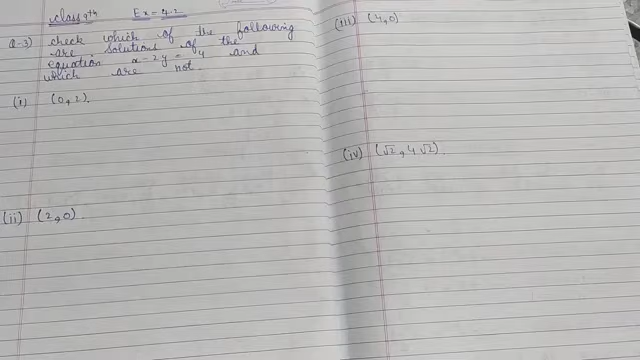 class 9th Ex = 4.2
Q-3) check which of the following
are solutions of the
equation x - 2y = 4 and
which are not.
(i) (0,2).
(ii) (2,0).
(iii) (4,0)
(iv) (√2, 4√2).